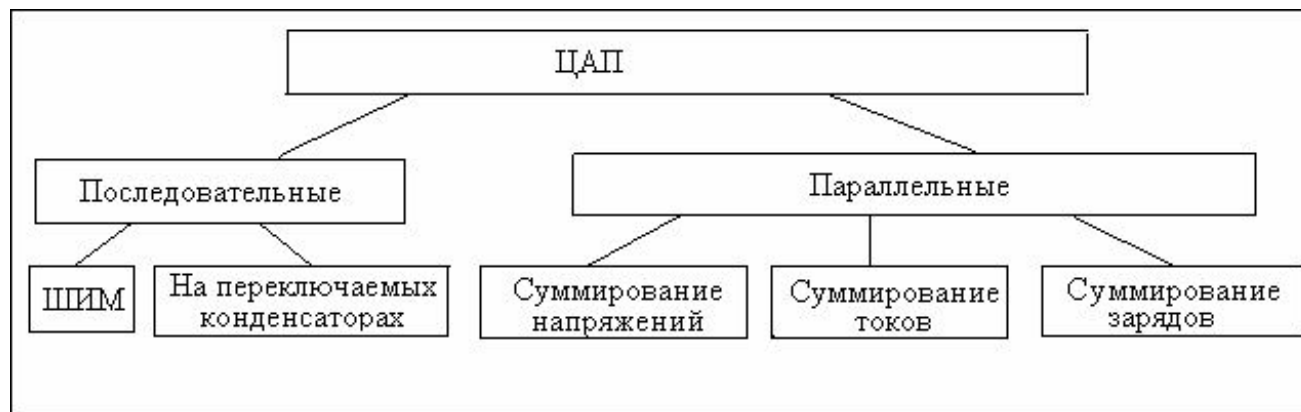 ЦАП
Последовательные
Параллельные
ШИМ
На переключаемых
конденсаторах
Суммирование
напряжений
Суммирование
токов
Суммирование
зарядов